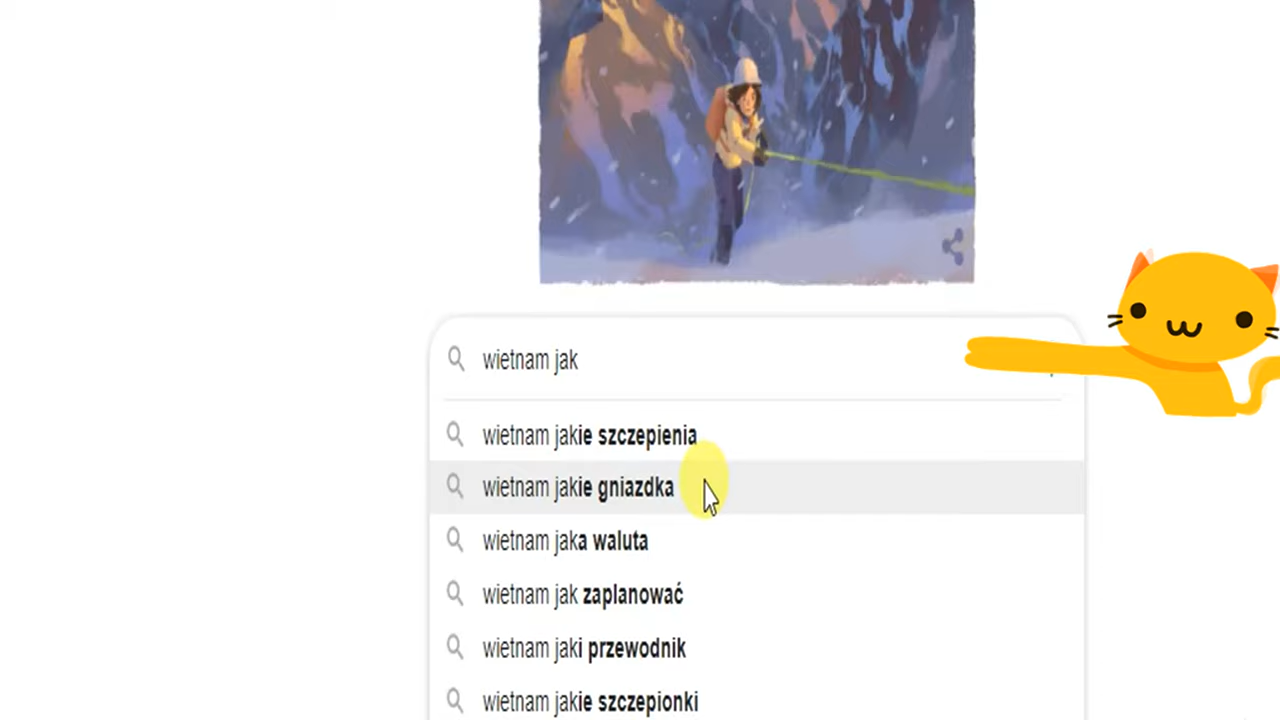 wietnam jak
wietnam jakie szczepienia
wietnam jakie gniazdka
wietnam jaka waluta
wietnam jak zaplanować
wietnam jaki przewodnik
wietnam jakie szczepionki